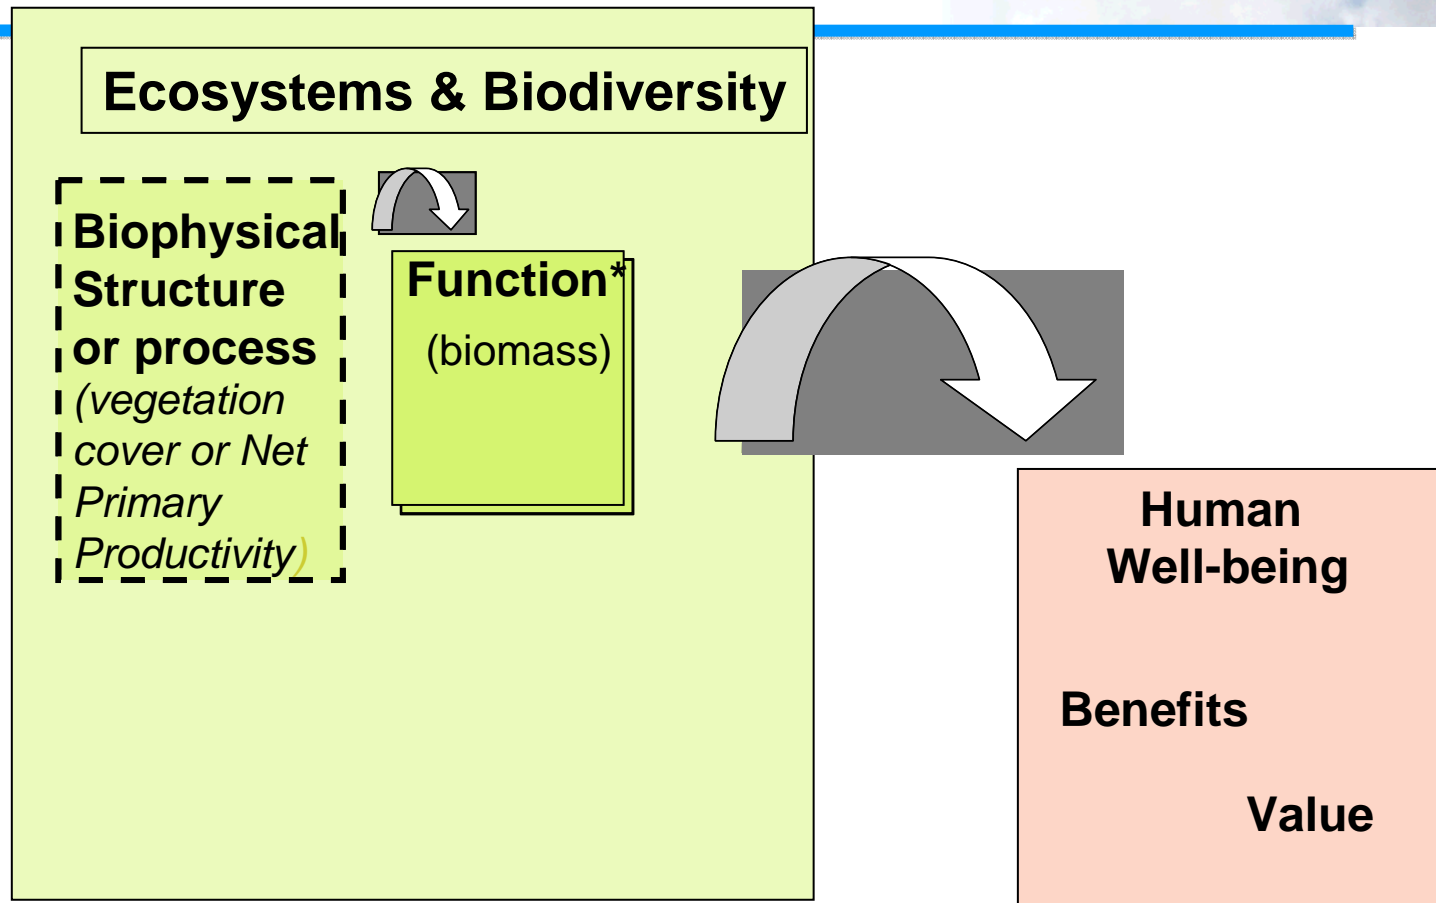 Ecosystems & Biodiversity
Biophysical
Structure
or process
(vegetation
cover or Net
Primary
Productivity)
Function*
(biomass)
Human
Well-being
Benefits
Value